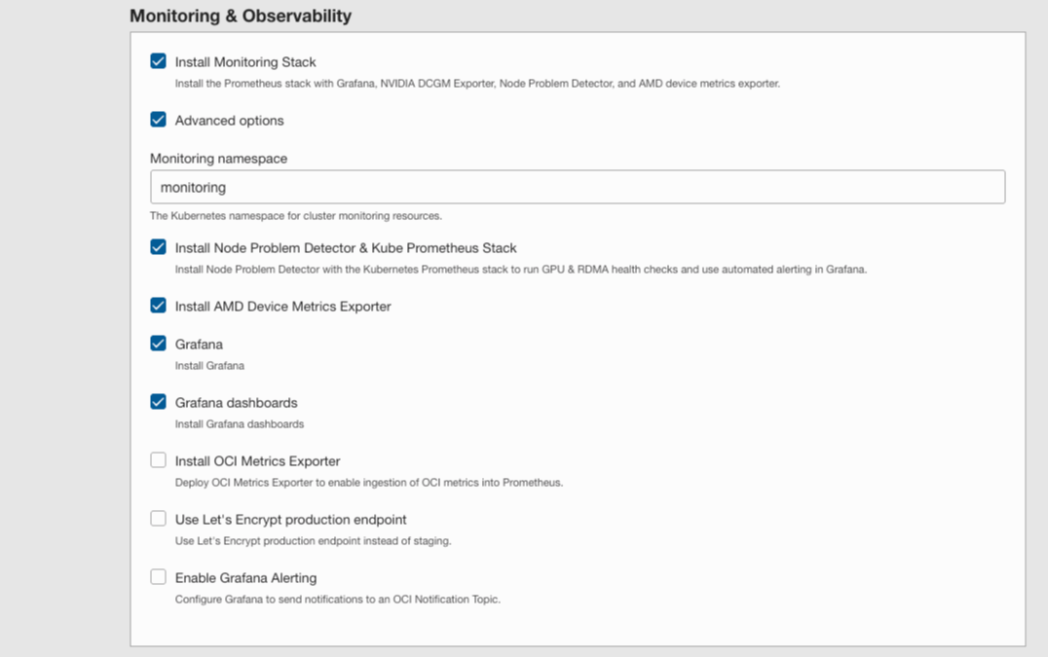 Monitoring & Observability
Install Monitoring Stack
Install the Prometheus stack with Grafana, NVIDIA DCGM Exporter, Node Problem Detector, and AMD device metrics exporter.
Advanced options
Monitoring namespace
monitoring
The Kubernetes namespace for cluster monitoring resources.
Install Node Problem Detector & Kube Prometheus Stack
Install Node Problem Detector with the Kubernetes Prometheus stack to run GPU & RDMA health checks and use automated alerting in Grafana.
Install AMD Device Metrics Exporter
Grafana
Install Grafana
Grafana dashboards
Install Grafana dashboards
Install OCI Metrics Exporter
Deploy OCI Metrics Exporter to enable ingestion of OCI metrics into Prometheus.
Use Let's Encrypt production endpoint
Use Let's Encrypt production endpoint instead of staging.
Enable Grafana Alerting
Configure Grafana to send notifications to an OCI Notification Topic.